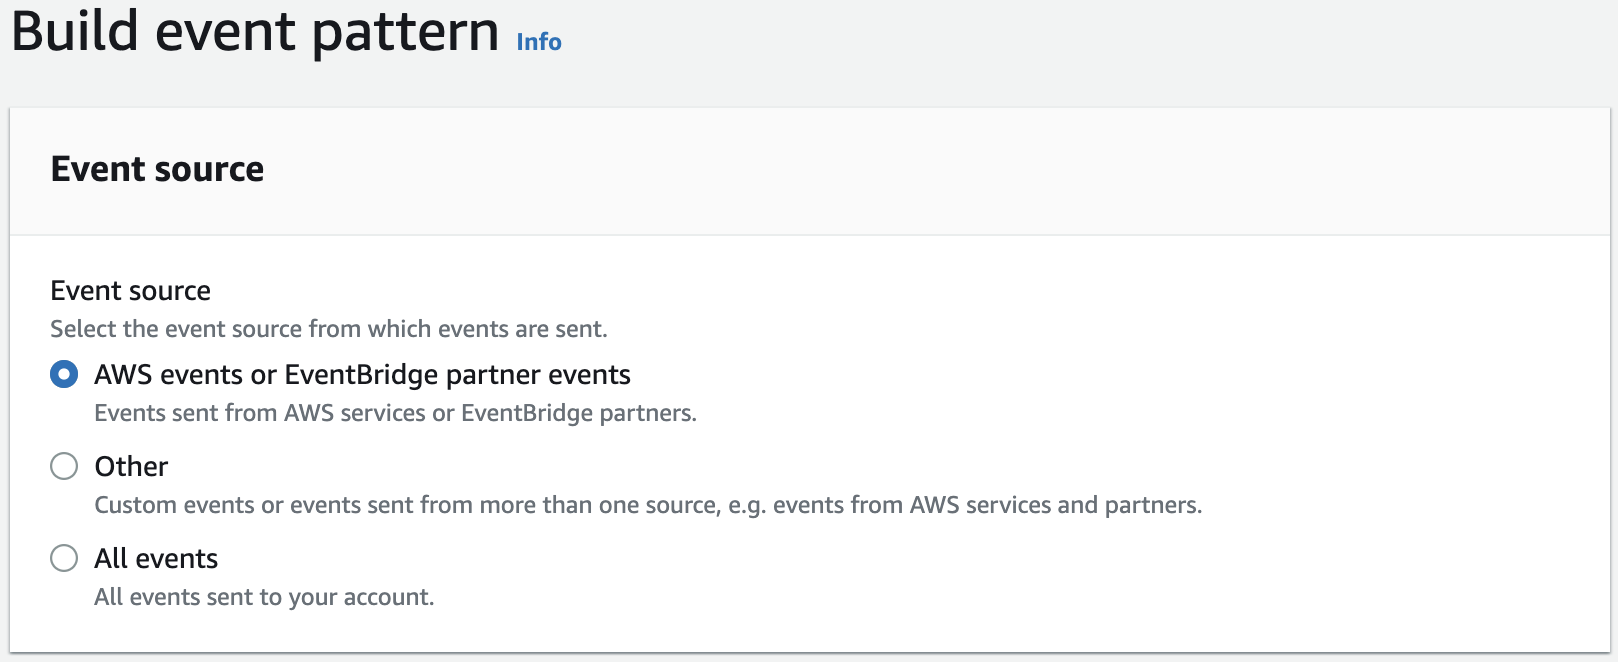 Build event pattern Info
Event source
Event source
Select the event source from which events are sent.
AWS events or EventBridge partner events
Events sent from AWS services or EventBridge partners.
Other
Custom events or events sent from more than one source, e.g. events from AWS services and partners.
All events
All events sent to your account.